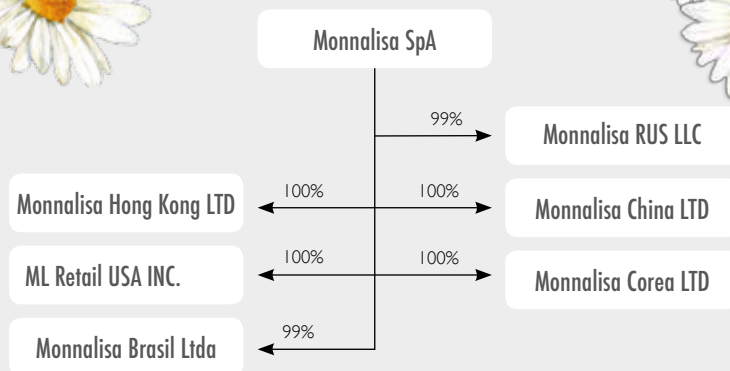 Monnalisa SpA
99%
Monnalisa RUS LLC
Monnalisa Hong Kong LTD
100%
100%
Monnalisa China LTD
ML Retail USA INC.
100%
100%
Monnalisa Corea LTD
Monnalisa Brasil Ltda
99%